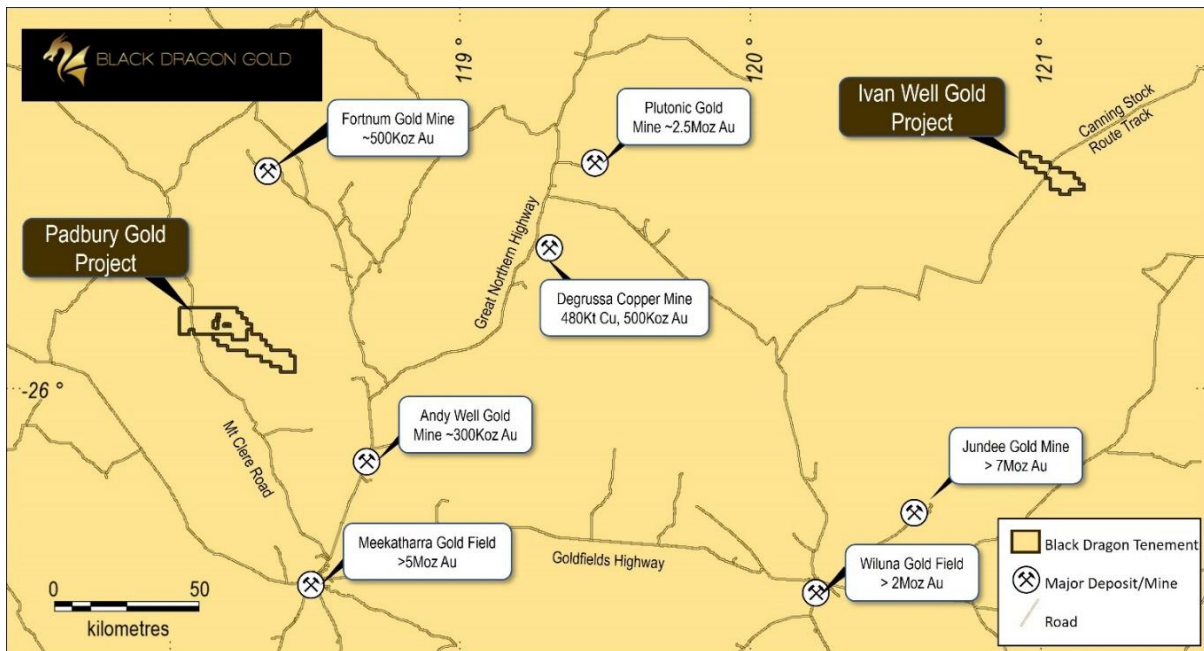 BLACK DRAGON GOLD
119 °
120 °
121 °
Fortnum Gold Mine
~500Koz Au
Plutonic Gold
Mine ~2.5Moz Au
Ivan Well Gold
Project
Canning Stock
Route Track
Padbury Gold
Project
Great Northern Highway
Degrussa Copper Mine
480Kt Cu, 500Koz Au
-26 °
Mt Clere Road
Andy Well Gold
Mine ~300Koz Au
Jundee Gold Mine
> 7Moz Au
Meekatharra Gold Field
>5Moz Au
Goldfields Highway
Wiluna Gold Field
> 2Moz Au
0 50
kilometres
Black Dragon Tenement
Major Deposit/Mine
Road